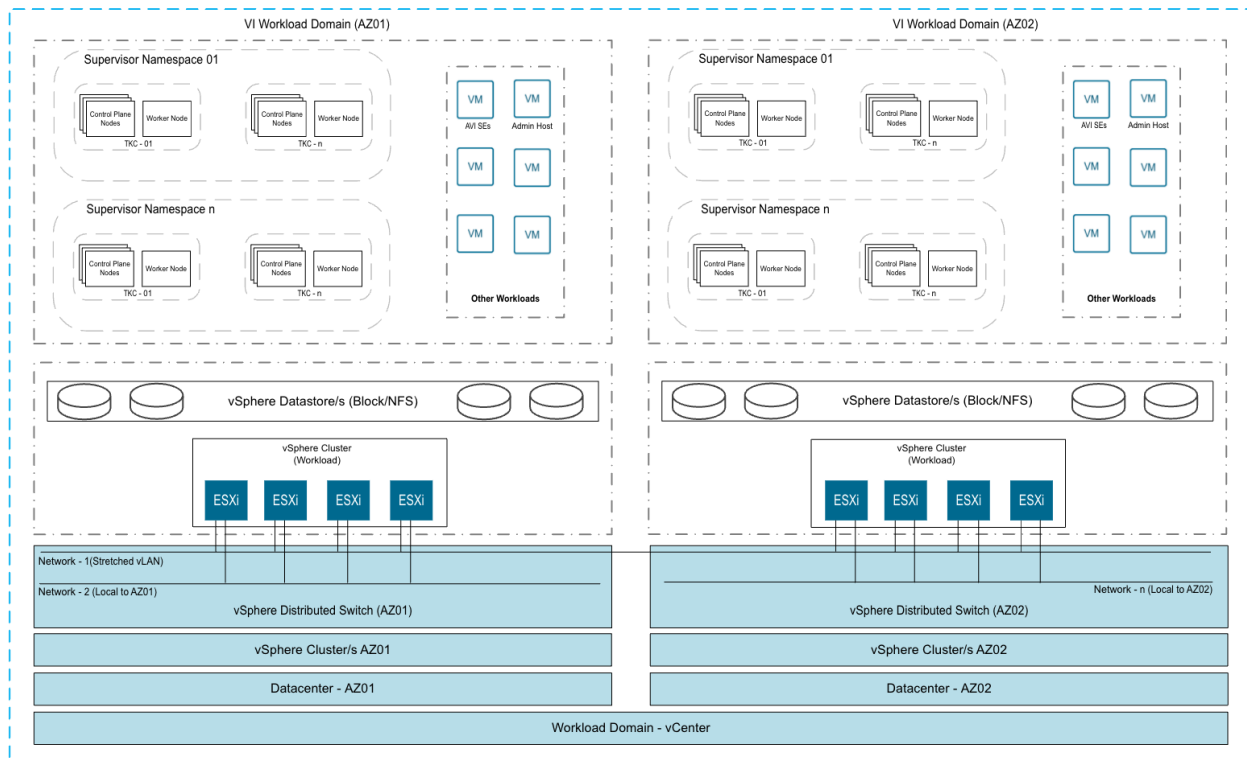 VI Workload Domain (AZ01)
Supervisor Namespace 01
Control Plane
Nodes
Worker Node
TKC - 01
Control Plane
Nodes
Worker Node
TKC - n
Supervisor Namespace n
Control Plane
Nodes
Worker Node
TKC - 01
Control Plane
Nodes
Worker Node
TKC - n
VM
VM
AVI SEs
Admin Host
VM
VM
VM
VM
Other Workloads
vSphere Datastore/s (Block/NFS)
vSphere Cluster
(Workload)
ESXi
ESXi
ESXi
ESXi
Network - 1(Stretched vLAN)
Network - 2 (Local to AZ01)
vSphere Distributed Switch (AZ01)
vSphere Cluster/s AZ01
Datacenter - AZ01
VI Workload Domain (AZ02)
Supervisor Namespace 01
Control Plane
Nodes
Worker Node
TKC - 01
Control Plane
Nodes
Worker Node
TKC - n
Supervisor Namespace n
Control Plane
Nodes
Worker Node
TKC - 01
Control Plane
Nodes
Worker Node
TKC - n
VM
VM
AVI SEs
Admin Host
VM
VM
VM
VM
Other Workloads
vSphere Datastore/s (Block/NFS)
vSphere Cluster
(Workload)
ESXi
ESXi
ESXi
ESXi
Network - n (Local to AZ02)
vSphere Distributed Switch (AZ02)
vSphere Cluster/s AZ02
Datacenter - AZ02
Workload Domain - vCenter